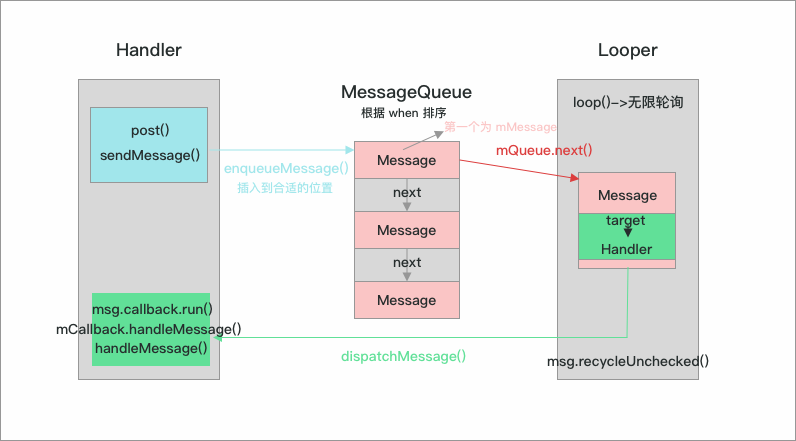 Handler
post()
sendMessage()
enqueueMessage()
插入到合适的位置
msg.callback.run()
mCallback.handleMessage()
handleMessage()
MessageQueue
根据 when 排序
第一个为 mMessage
Message
next
Message
next
Message
mQueue.next()
dispatchMessage()
Looper
loop()->无限轮询
Message
target
Handler
msg.recycleUnchecked()